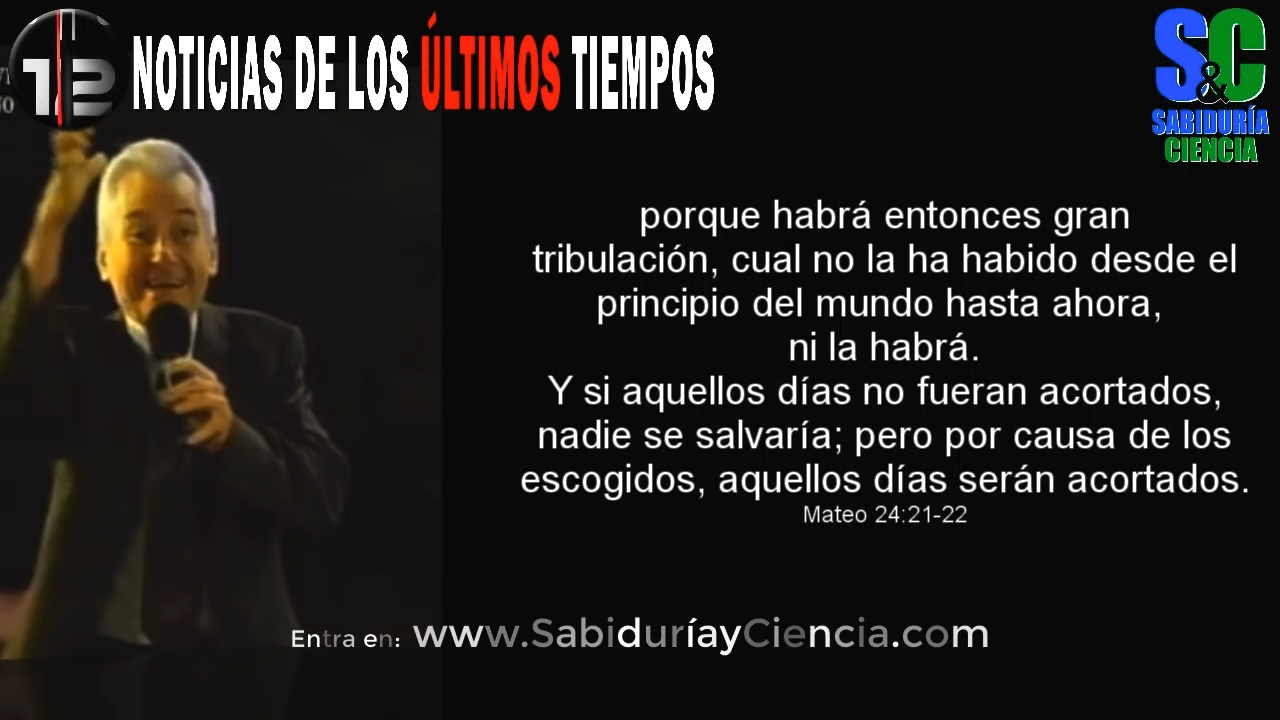 12
NOTICIAS DE LOS ÚLTIMOS TIEMPOS
S&C
SABIDURÍA
CIENCIA
porque habrá entonces gran
tribulación, cual no la ha habido desde el
principio del mundo hasta ahora,
ni la habrá.
Y si aquellos días no fueran acortados,
nadie se salvaría; pero por causa de los
escogidos, aquellos días serán acortados.
Mateo 24:21-22
Entra en: www.SabiduríayCiencia.com